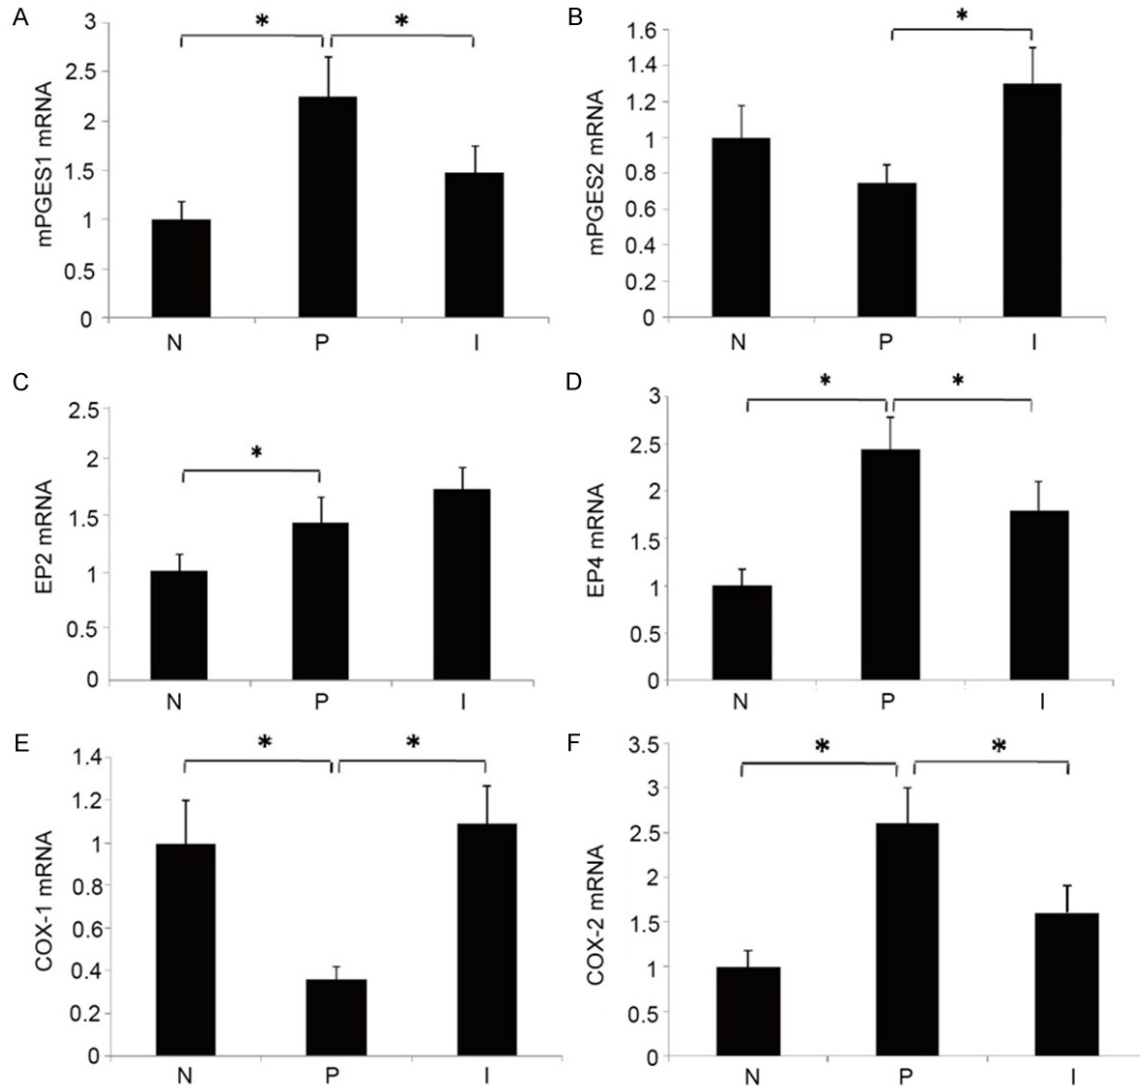 A
3
2.5
2
1.5
1
0.5
0
mPGES1 mRNA
* *
N P I
B
1.6
1.4
1.2
1
0.8
0.6
0.4
0.2
0
mPGES2 mRNA
*
N P I
C
2.5
2
1.5
1
0.5
0
EP2 mRNA
*
N P I
D
3
2.5
2
1.5
1
0.5
0
EP4 mRNA
* *
N P I
E
1.4
1.2
1
0.8
0.6
0.4
0.2
0
COX-1 mRNA
* *
N P I
F
3.5
3
2.5
2
1.5
1
0.5
0
COX-2 mRNA
* *
N P I